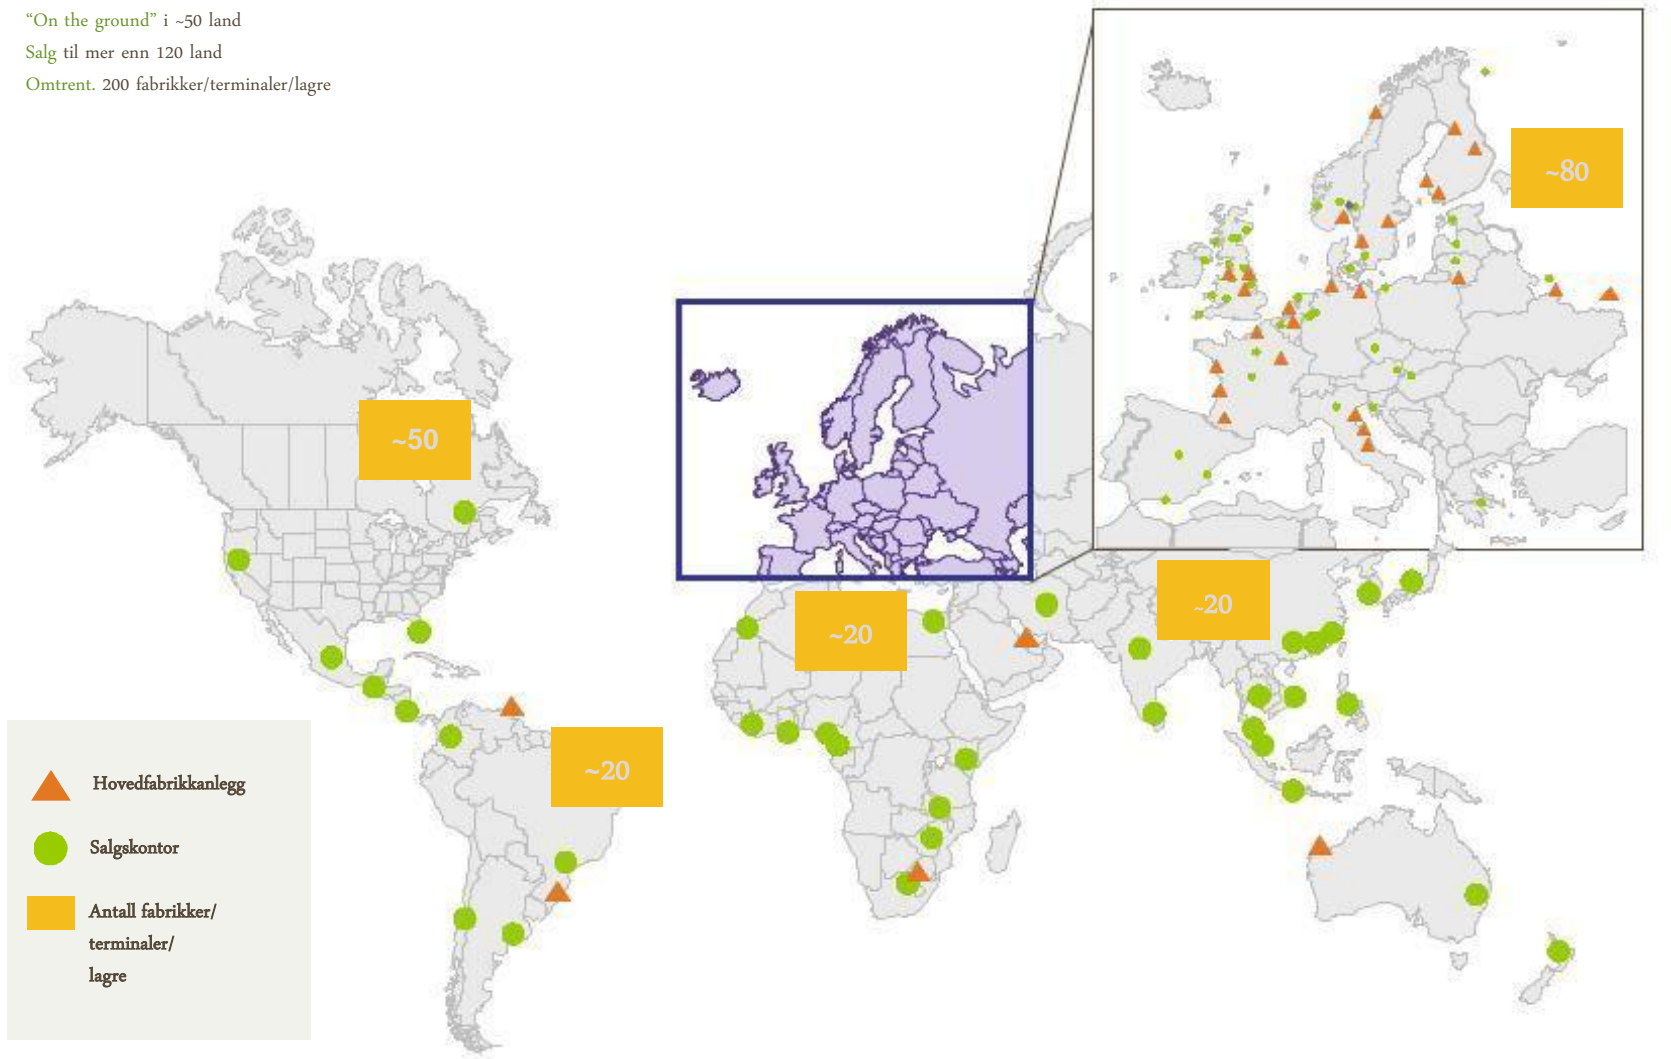 “On the ground” i ~50 land
Salg til mer enn 120 land
Omtrent. 200 fabrikker/terminaler/lagre
~80
~50
~20
~20
~20
Hovedfabrikkanlegg
Salgskontor
Antall fabrikker/
terminaler/
lagre